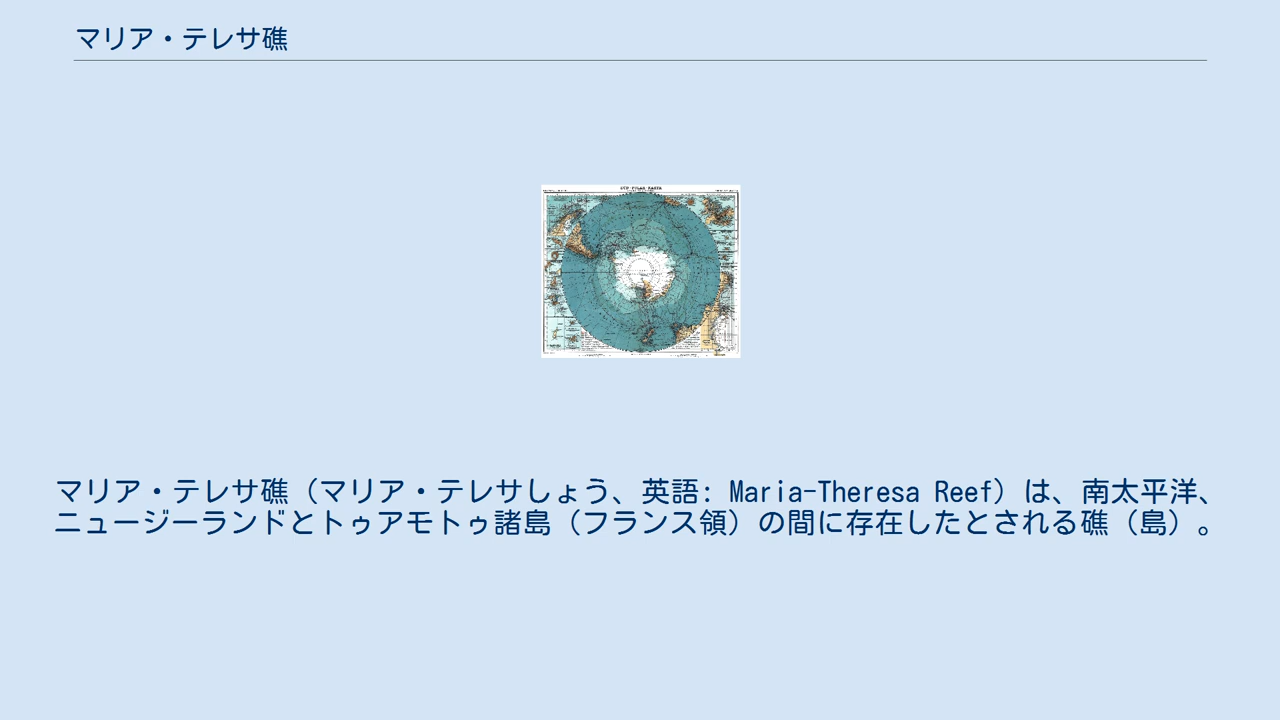 マリア・テレサ礁
マリア・テレサ礁（マリア・テレサしょう、英語: Maria-Theresa Reef）は、南太平洋、
ニュージーランドとトゥアモトゥ諸島（フランス領）の間に存在したとされる礁（島）。